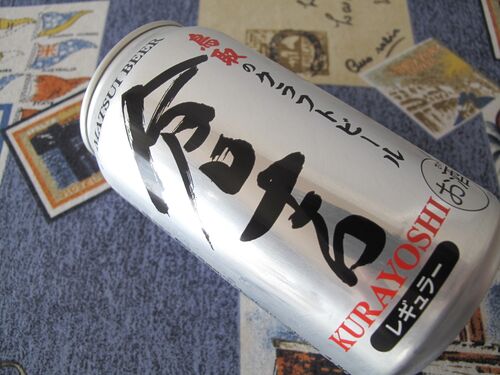 MATSUI BEER
鳥取のクラフトビール
倉吉
お酒
KURAYOSHI
レギュラー